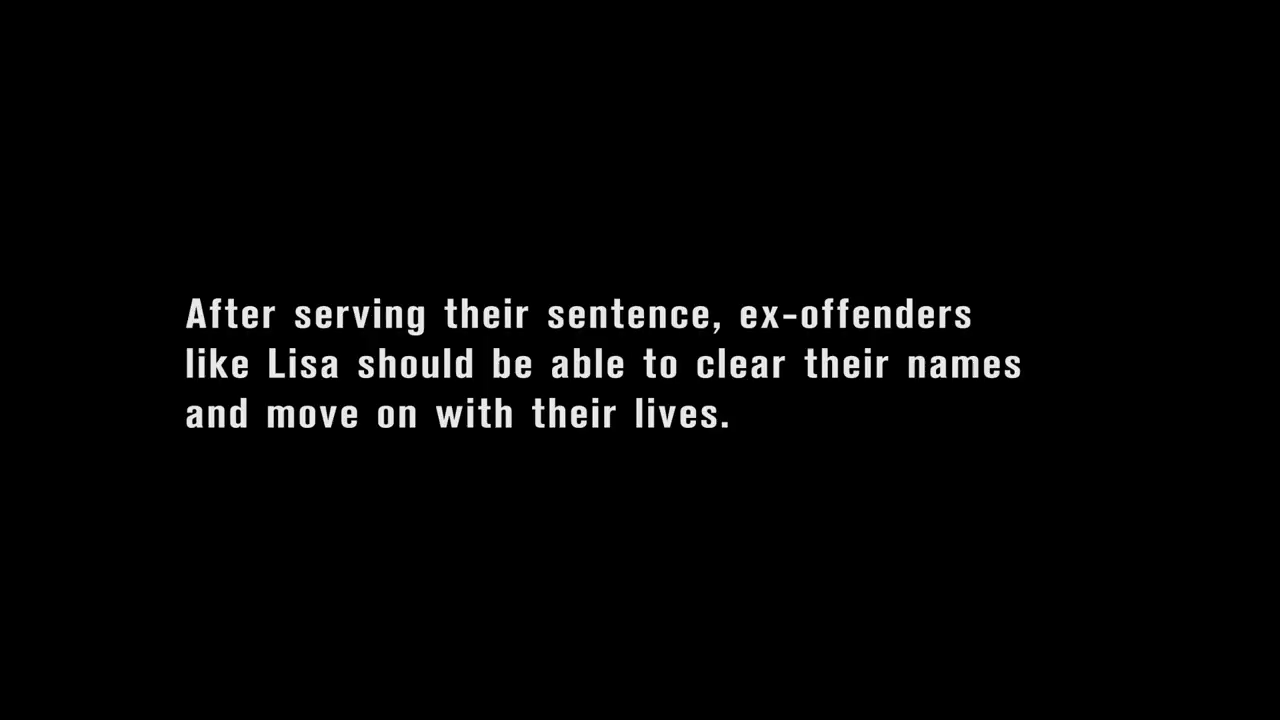 After serving their sentence, ex-offenders
like Lisa should be able to clear their names
and move on with their lives.